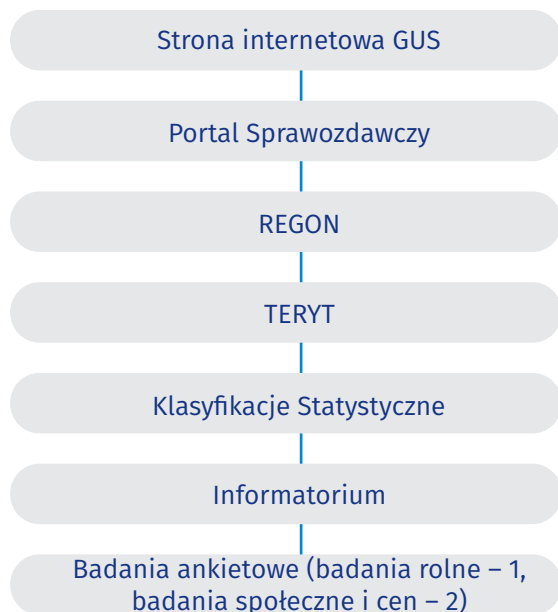 Strona internetowa GUS
Portal Sprawozdawczy
REGON
TERYT
Klasyfikacje Statystyczne
Informatorium
Badania ankietowe (badania rolne – 1,
badania społeczne i cen – 2)